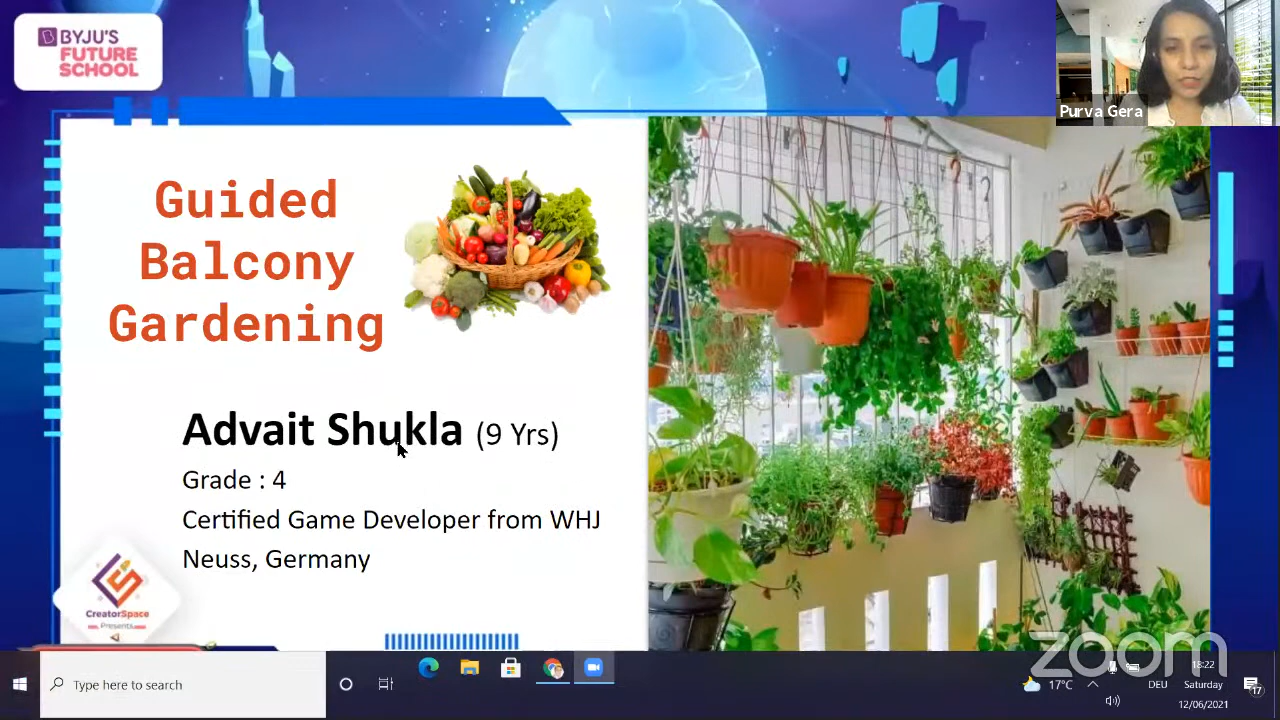 BYJU'S
FUTURE
SCHOOL
Purva Gera
Guided
Balcony
Gardening
Advait Shukla (9 Yrs)
Grade : 4
Certified Game Developer from WHJ
Neuss, Germany
CreatorSpace
Presents
zoom
Type here to search
17°C
DEU
18:22
Saturday
12/06/2021
17